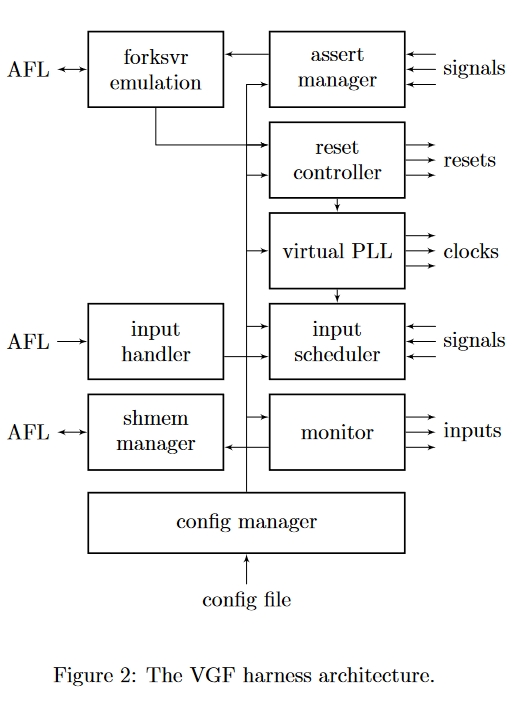 AFL
forksvr
emulation
assert
manager
signals
reset
controller
resets
virtual PLL
clocks
AFL
input
handler
input
scheduler
signals
AFL
shmem
manager
monitor
inputs
config manager
config file
Figure 2: The VGF harness architecture.